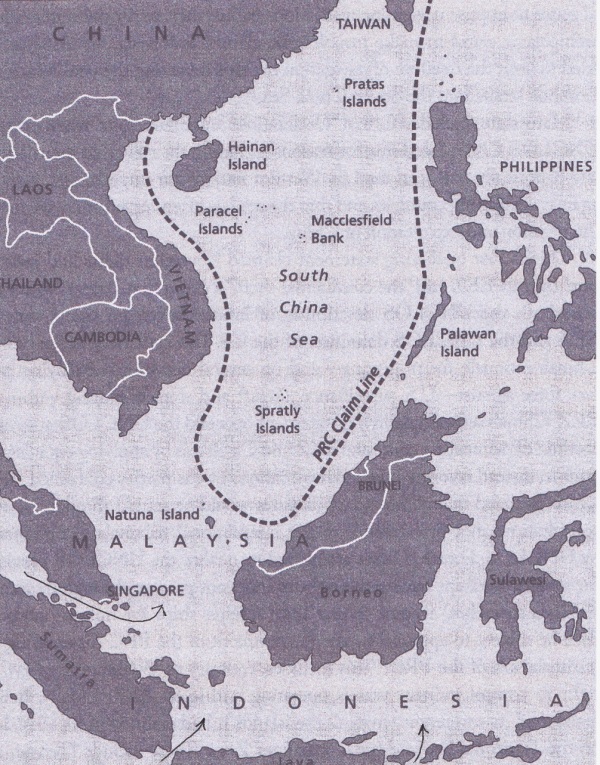 CHINA
TAIWAN
Pratas
Islands
Hainan
Island
PHILIPPINES
LAOS
Paracel
Islands
Macclesfield
Bank
VIETNAM
South
China
Sea
THAILAND
CAMBODIA
Palawan
Island
PRC Claim Line
Spratly
Islands
BRUNEI
Natuna Island
MALAYSIA
SINGAPORE
Borneo
Sulawesi
Sumatra
INDONESIA
Java